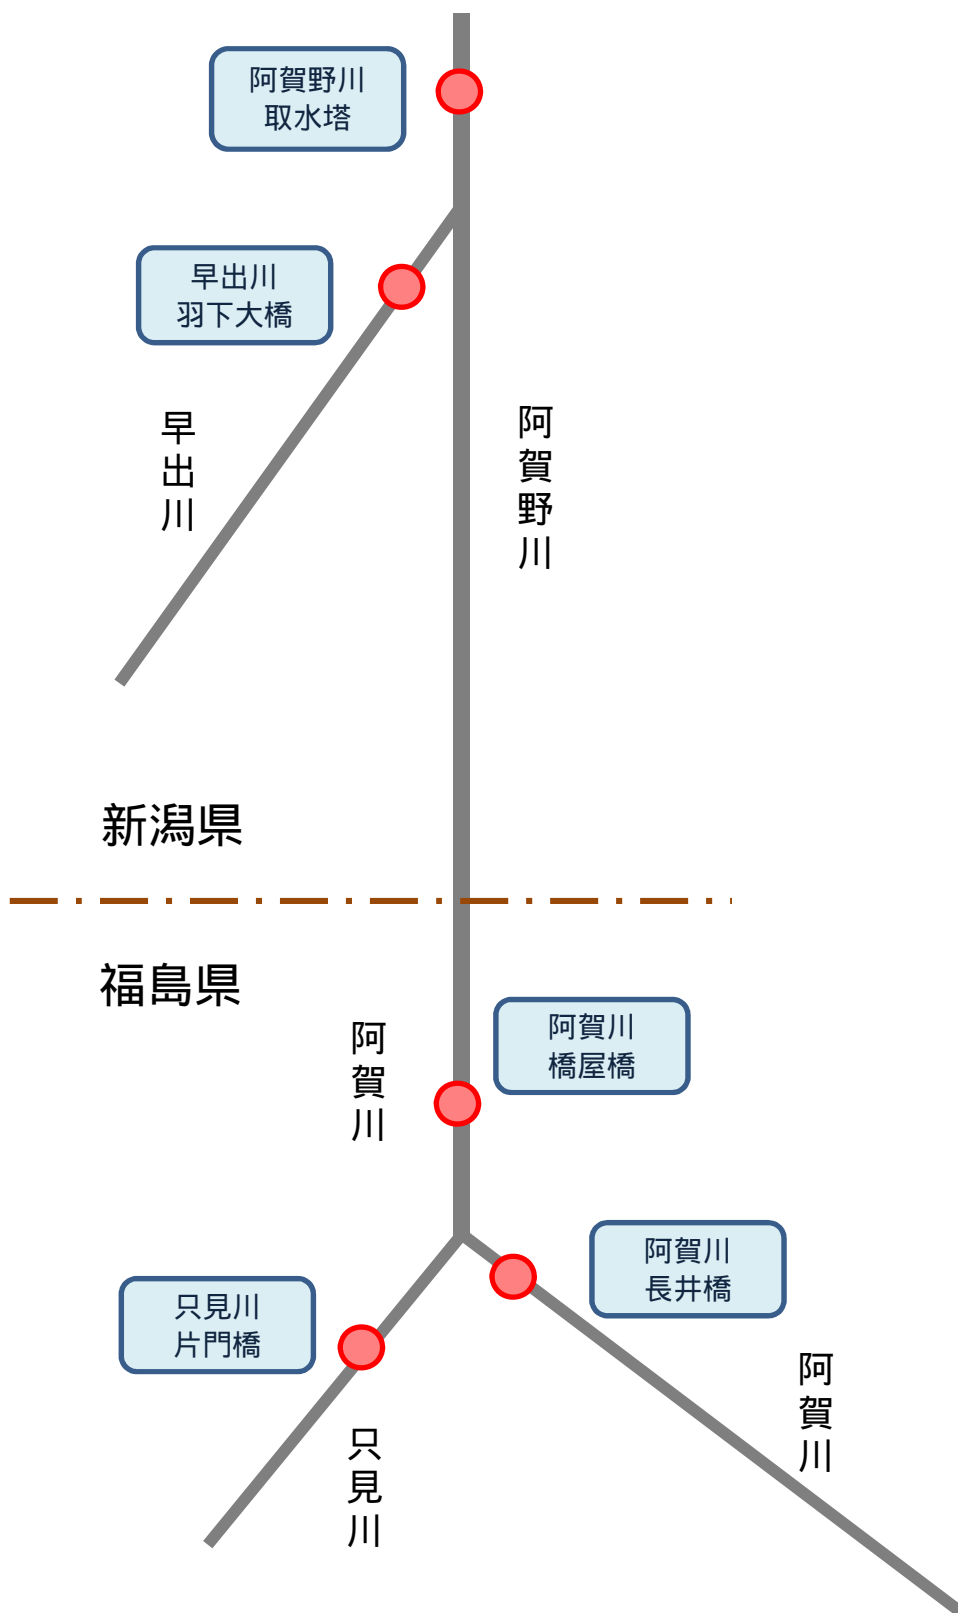 阿賀野川
取水塔
早出川
羽下大橋
早出川
阿賀野川
新潟県
福島県
阿賀川
橋屋橋
阿賀川
阿賀川
長井橋
只見川
片門橋
阿賀川
只見川